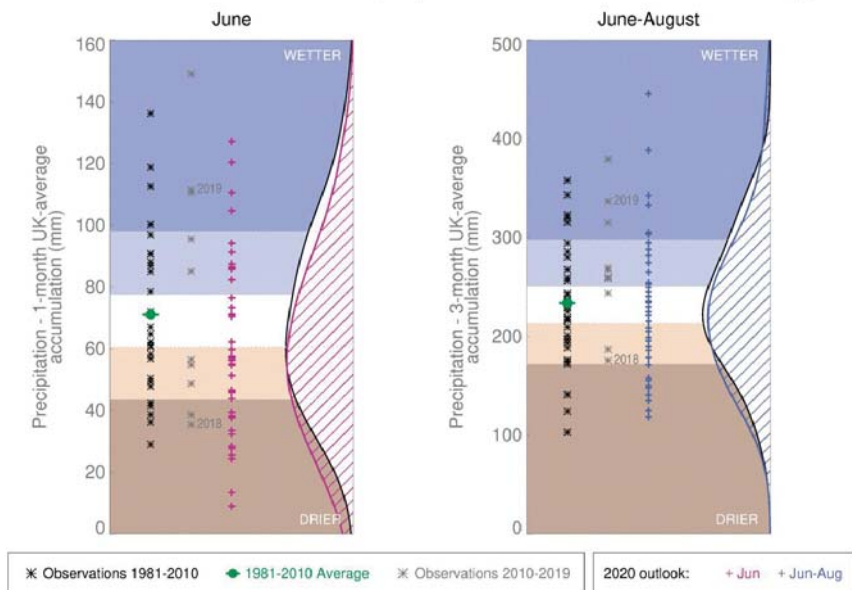 June
June-August
Precipitation - 1-month UK-average
accumulation (mm)
160
140
120
100
80
60
40
20
0
WETTER
2019
2018
DRIER
Precipitation - 3-month UK-average
accumulation (mm)
500
400
300
200
100
0
WETTER
2019
2018
DRIER
Observations 1981-2010
1981-2010 Average
Observations 2010-2019
2020 outlook:
+ Jun
+ Jun-Aug